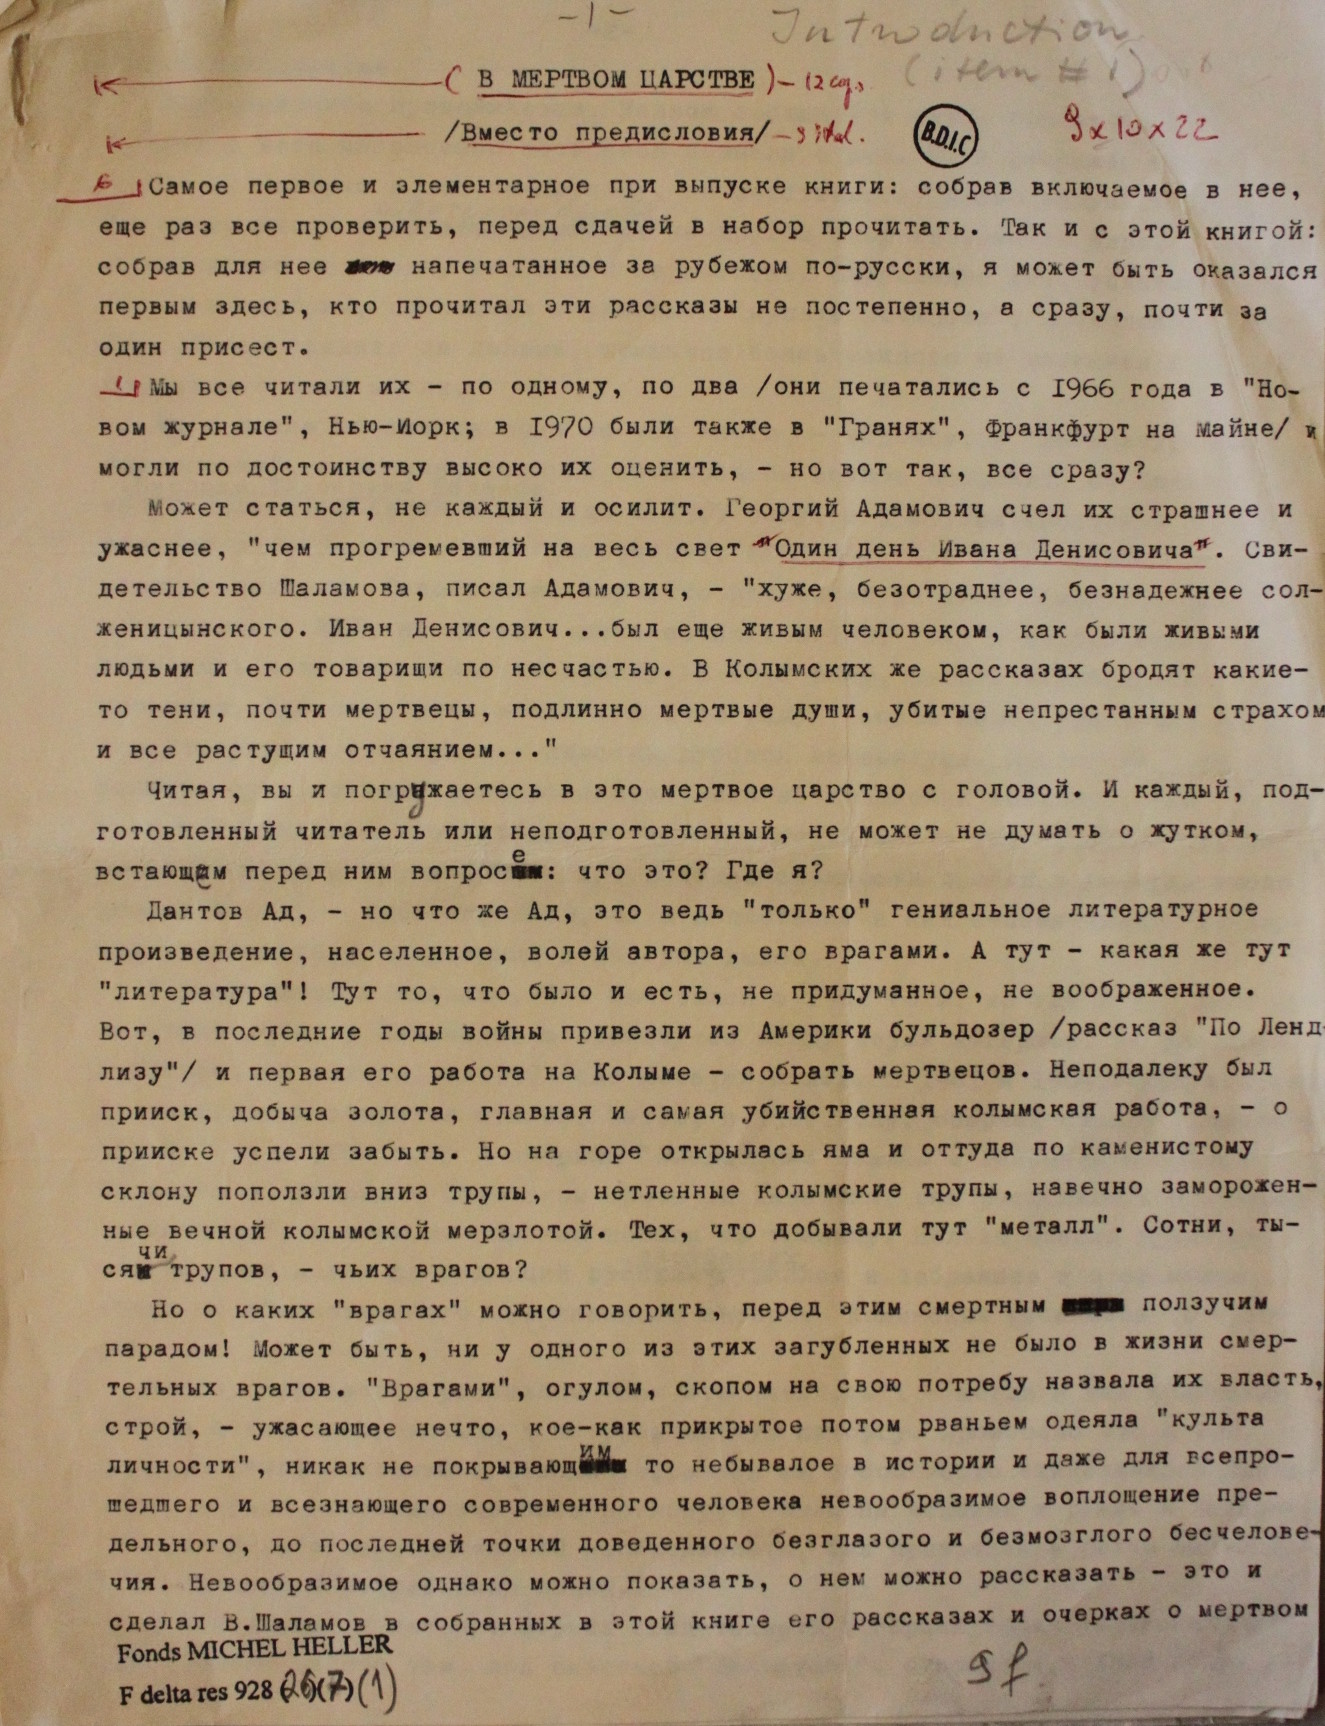 -1-
Introduction
(item # 1)
( В МЕРТВОМ ЦАРСТВЕ ) - 12
/Вместо предисловия/ - 9 ital.
B.D.I.C
9x10x22
Самое первое и элементарное при выпуске книги: собрав включаемое в нее,
еще раз все проверить, перед сдачей в набор прочитать. Так и с этой книгой:
собрав для нее напечатанное за рубежом по-русски, я может быть оказался
первым здесь, кто прочитал эти рассказы не постепенно, а сразу, почти за
один присест.
Мы все читали их - по одному, по два /они печатались с 1966 года в "Но-
вом журнале", Нью-Йорк; в 1970 были также в "Гранях", Франкфурт на Майне/ и
могли по достоинству высоко их оценить, - но вот так, все сразу?
Может статься, не каждый и осилит. Георгий Адамович счел их страшнее и
ужаснее, "чем прогремевший на весь свет "Один день Ивана Денисовича". Сви-
детельство Шаламова, писал Адамович, - "хуже, безотраднее, безнадежнее сол-
женицынского. Иван Денисович...был еще живым человеком, как были живыми
людьми и его товарищи по несчастью. В Колымских же рассказах бродят какие-
то тени, почти мертвецы, подлинно мертвые души, убитые непрестанным страхом
и все растущим отчаянием..."
Читая, вы и погружаетесь в это мертвое царство с головой. И каждый, под-
готовленный читатель или неподготовленный, не может не думать о жутком,
встающем перед ним вопросе: что это? Где я?
Дантов Ад, - но что же Ад, это ведь "только" гениальное литературное
произведение, населенное, волей автора, его врагами. А тут - какая же тут
"литература"! Тут то, что было и есть, не придуманное, не воображенное.
Вот, в последние годы войны привезли из Америки бульдозер /рассказ "По Ленд-
лизу"/ и первая его работа на Колыме - собрать мертвецов. Неподалеку был
прииск, добыча золота, главная и самая убийственная колымская работа, - о
прииске успели забыть. Но на горе открылась яма и оттуда по каменистому
склону поползли вниз трупы, - нетленные колымские трупы, навечно заморожен-
ные вечной колымской мерзлотой. Тех, что добывали тут "металл". Сотни, ты-
сячи трупов, - чьих врагов?
Но о каких "врагах" можно говорить, перед этим смертным ползучим
парадом! Может быть, ни у одного из этих загубленных не было в жизни смер-
тельных врагов. "Врагами", огулом, скопом на свою потребу назвала их власть,
строй, - ужасающее нечто, кое-как прикрытое потом рваньем одеяла "культа
личности", никак не покрывающим то небывалое в истории и даже для всепро-
шедшего и всезнающего современного человека невообразимое воплощение пре-
дельного, до последней точки доведенного безглазого и безмозглого бесчелове-
чия. Невообразимое однако можно показать, о нем можно рассказать - это и
сделал В.Шаламов в собранных в этой книге его рассказах и очерках о мертвом
Fonds MICHEL HELLER
F delta res 928 (7) (1)
9 f